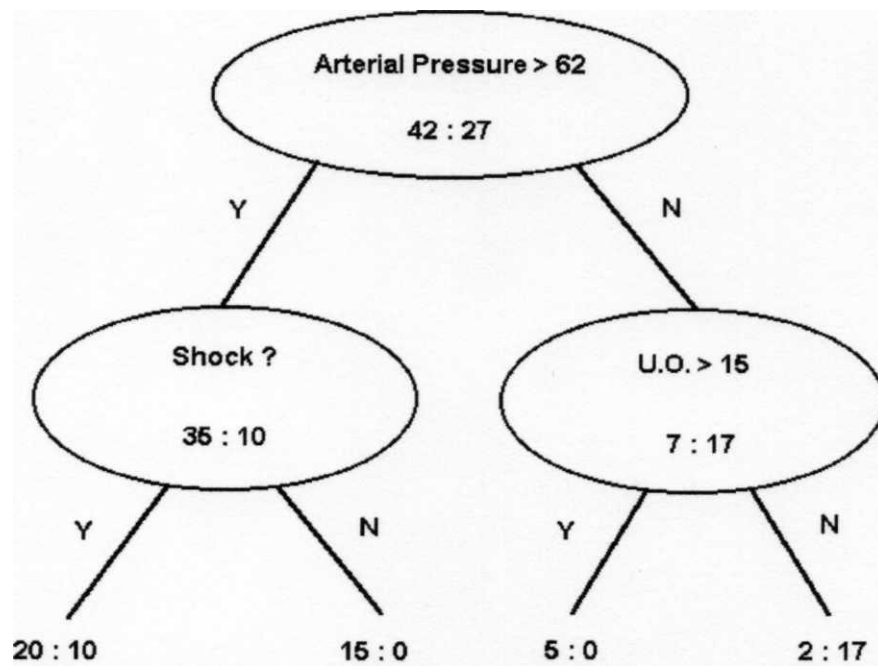 Arterial Pressure > 62
42 : 27
Y
N
Shock ?
35 : 10
U.O. > 15
7 : 17
Y
N
Y
N
20 : 10
15 : 0
5 : 0
2 : 17